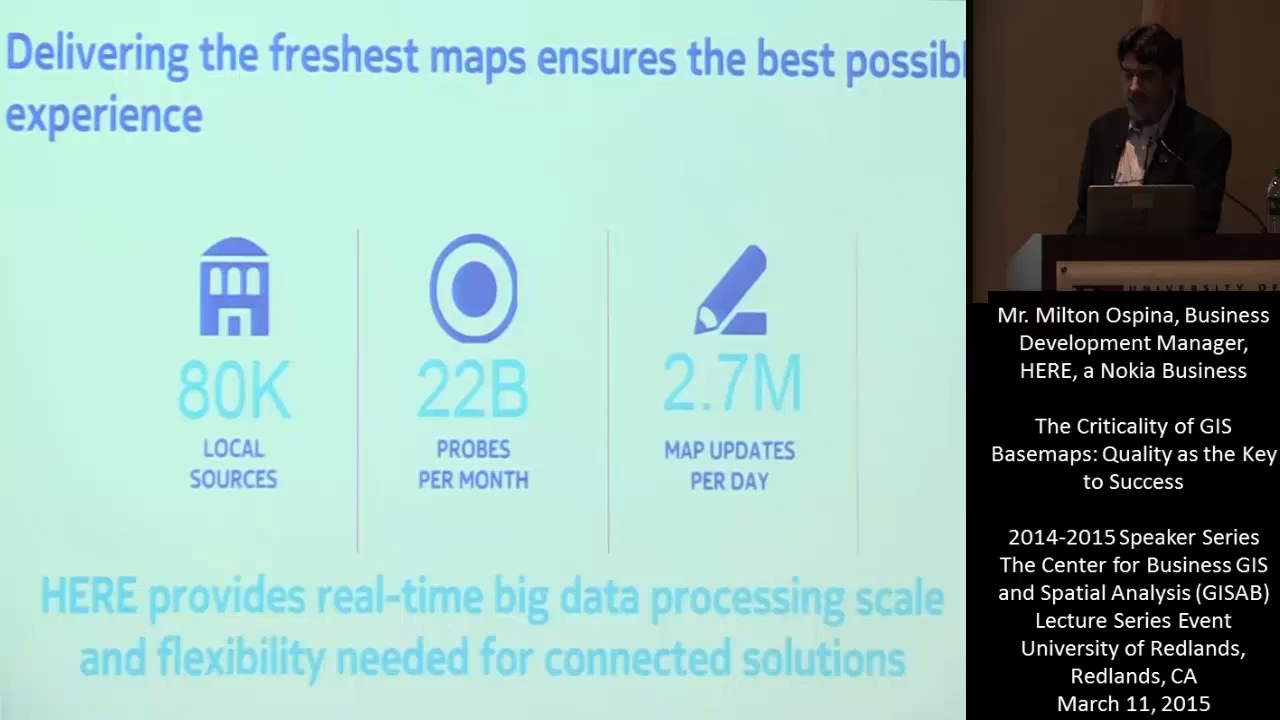 Delivering the freshest maps ensures the best possibl
experience
80K
LOCAL
SOURCES
22B
PROBES
PER MONTH
2.7M
MAP UPDATES
PER DAY
HERE provides real-time big data processing scale
and flexibility needed for connected solutions
UNIVERSITY OF
Mr. Milton Ospina, Business
Development Manager,
HERE, a Nokia Business
The Criticality of GIS
Basemaps: Quality as the Key
to Success
2014-2015 Speaker Series
The Center for Business GIS
and Spatial Analysis (GISAB)
Lecture Series Event
University of Redlands,
Redlands, CA
March 11, 2015